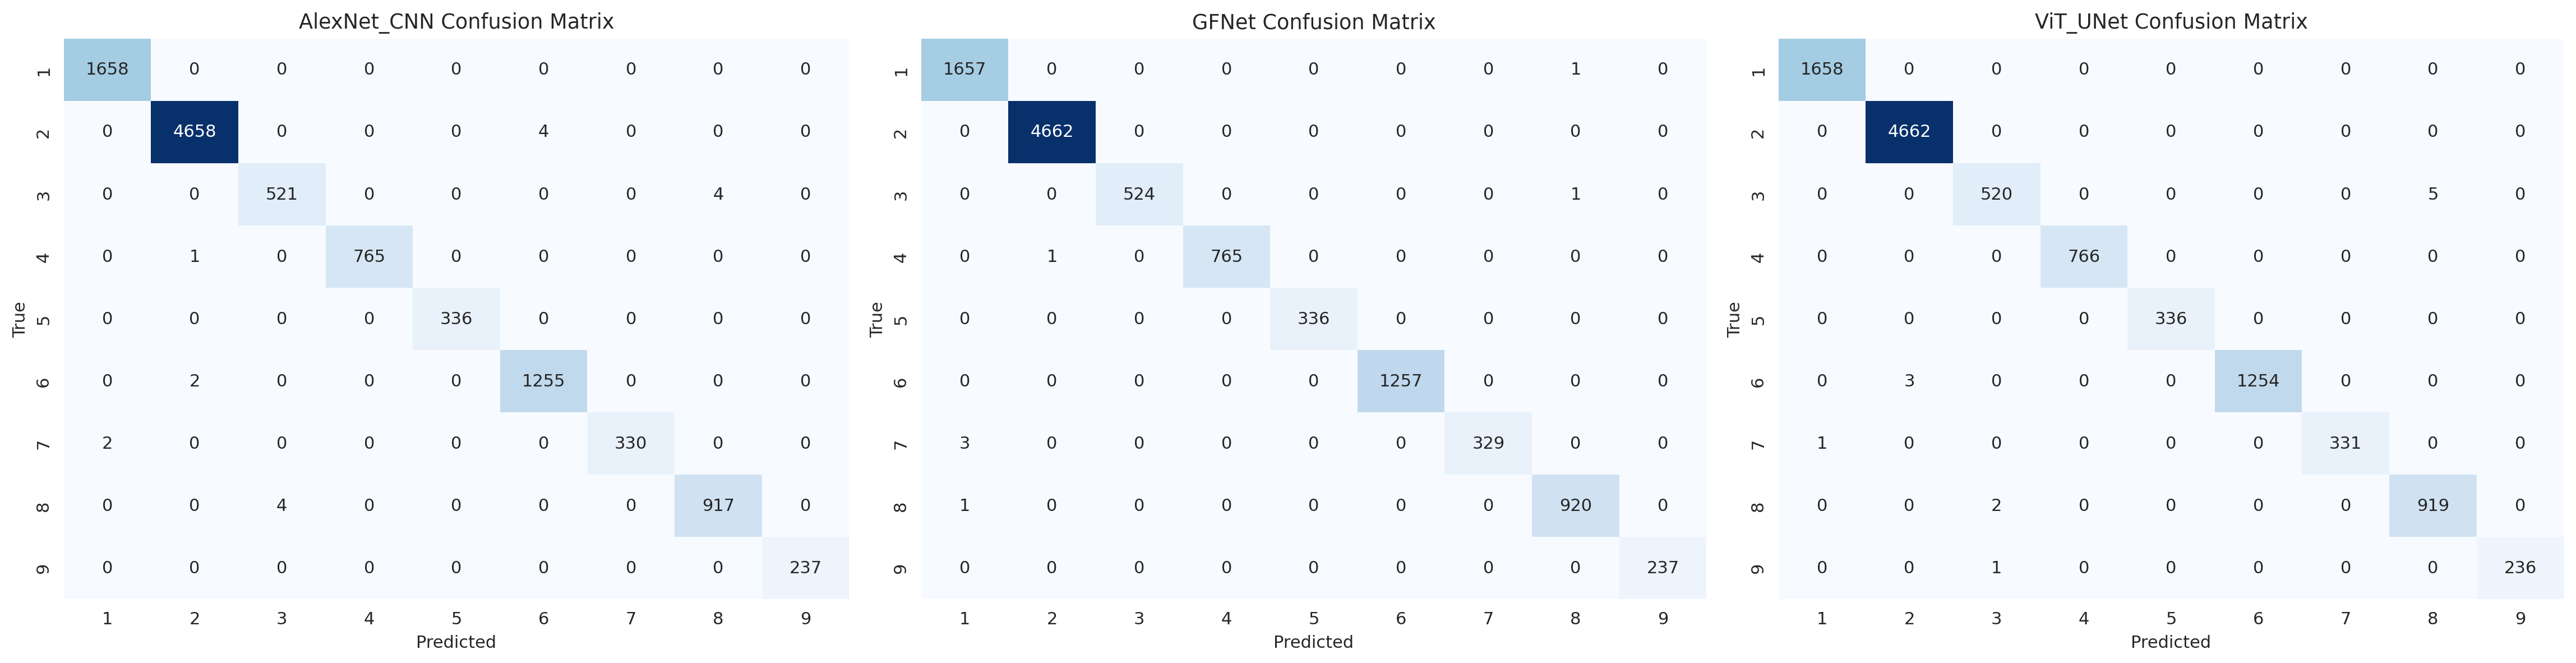 AlexNet_CNN Confusion Matrix
1 1658 0 0 0 0 0 0 0 0
2 0 4658 0 0 0 4 0 0 0
3 0 0 521 0 0 0 0 4 0
4 0 1 0 765 0 0 0 0 0
5 0 0 0 0 336 0 0 0 0
6 0 2 0 0 0 1255 0 0 0
7 2 0 0 0 0 0 330 0 0
8 0 0 4 0 0 0 0 917 0
9 0 0 0 0 0 0 0 0 237
1 2 3 4 5 6 7 8 9
True
Predicted
GFNet Confusion Matrix
1 1657 0 0 0 0 0 0 1 0
2 0 4662 0 0 0 0 0 0 0
3 0 0 524 0 0 0 0 1 0
4 0 1 0 765 0 0 0 0 0
5 0 0 0 0 336 0 0 0 0
6 0 0 0 0 0 1257 0 0 0
7 3 0 0 0 0 0 329 0 0
8 1 0 0 0 0 0 0 920 0
9 0 0 0 0 0 0 0 0 237
1 2 3 4 5 6 7 8 9
True
Predicted
ViT_UNet Confusion Matrix
1 1658 0 0 0 0 0 0 0 0
2 0 4662 0 0 0 0 0 0 0
3 0 0 520 0 0 0 0 5 0
4 0 0 0 766 0 0 0 0 0
5 0 0 0 0 336 0 0 0 0
6 0 3 0 0 0 1254 0 0 0
7 1 0 0 0 0 0 331 0 0
8 0 0 2 0 0 0 0 919 0
9 0 0 1 0 0 0 0 0 236
1 2 3 4 5 6 7 8 9
True
Predicted